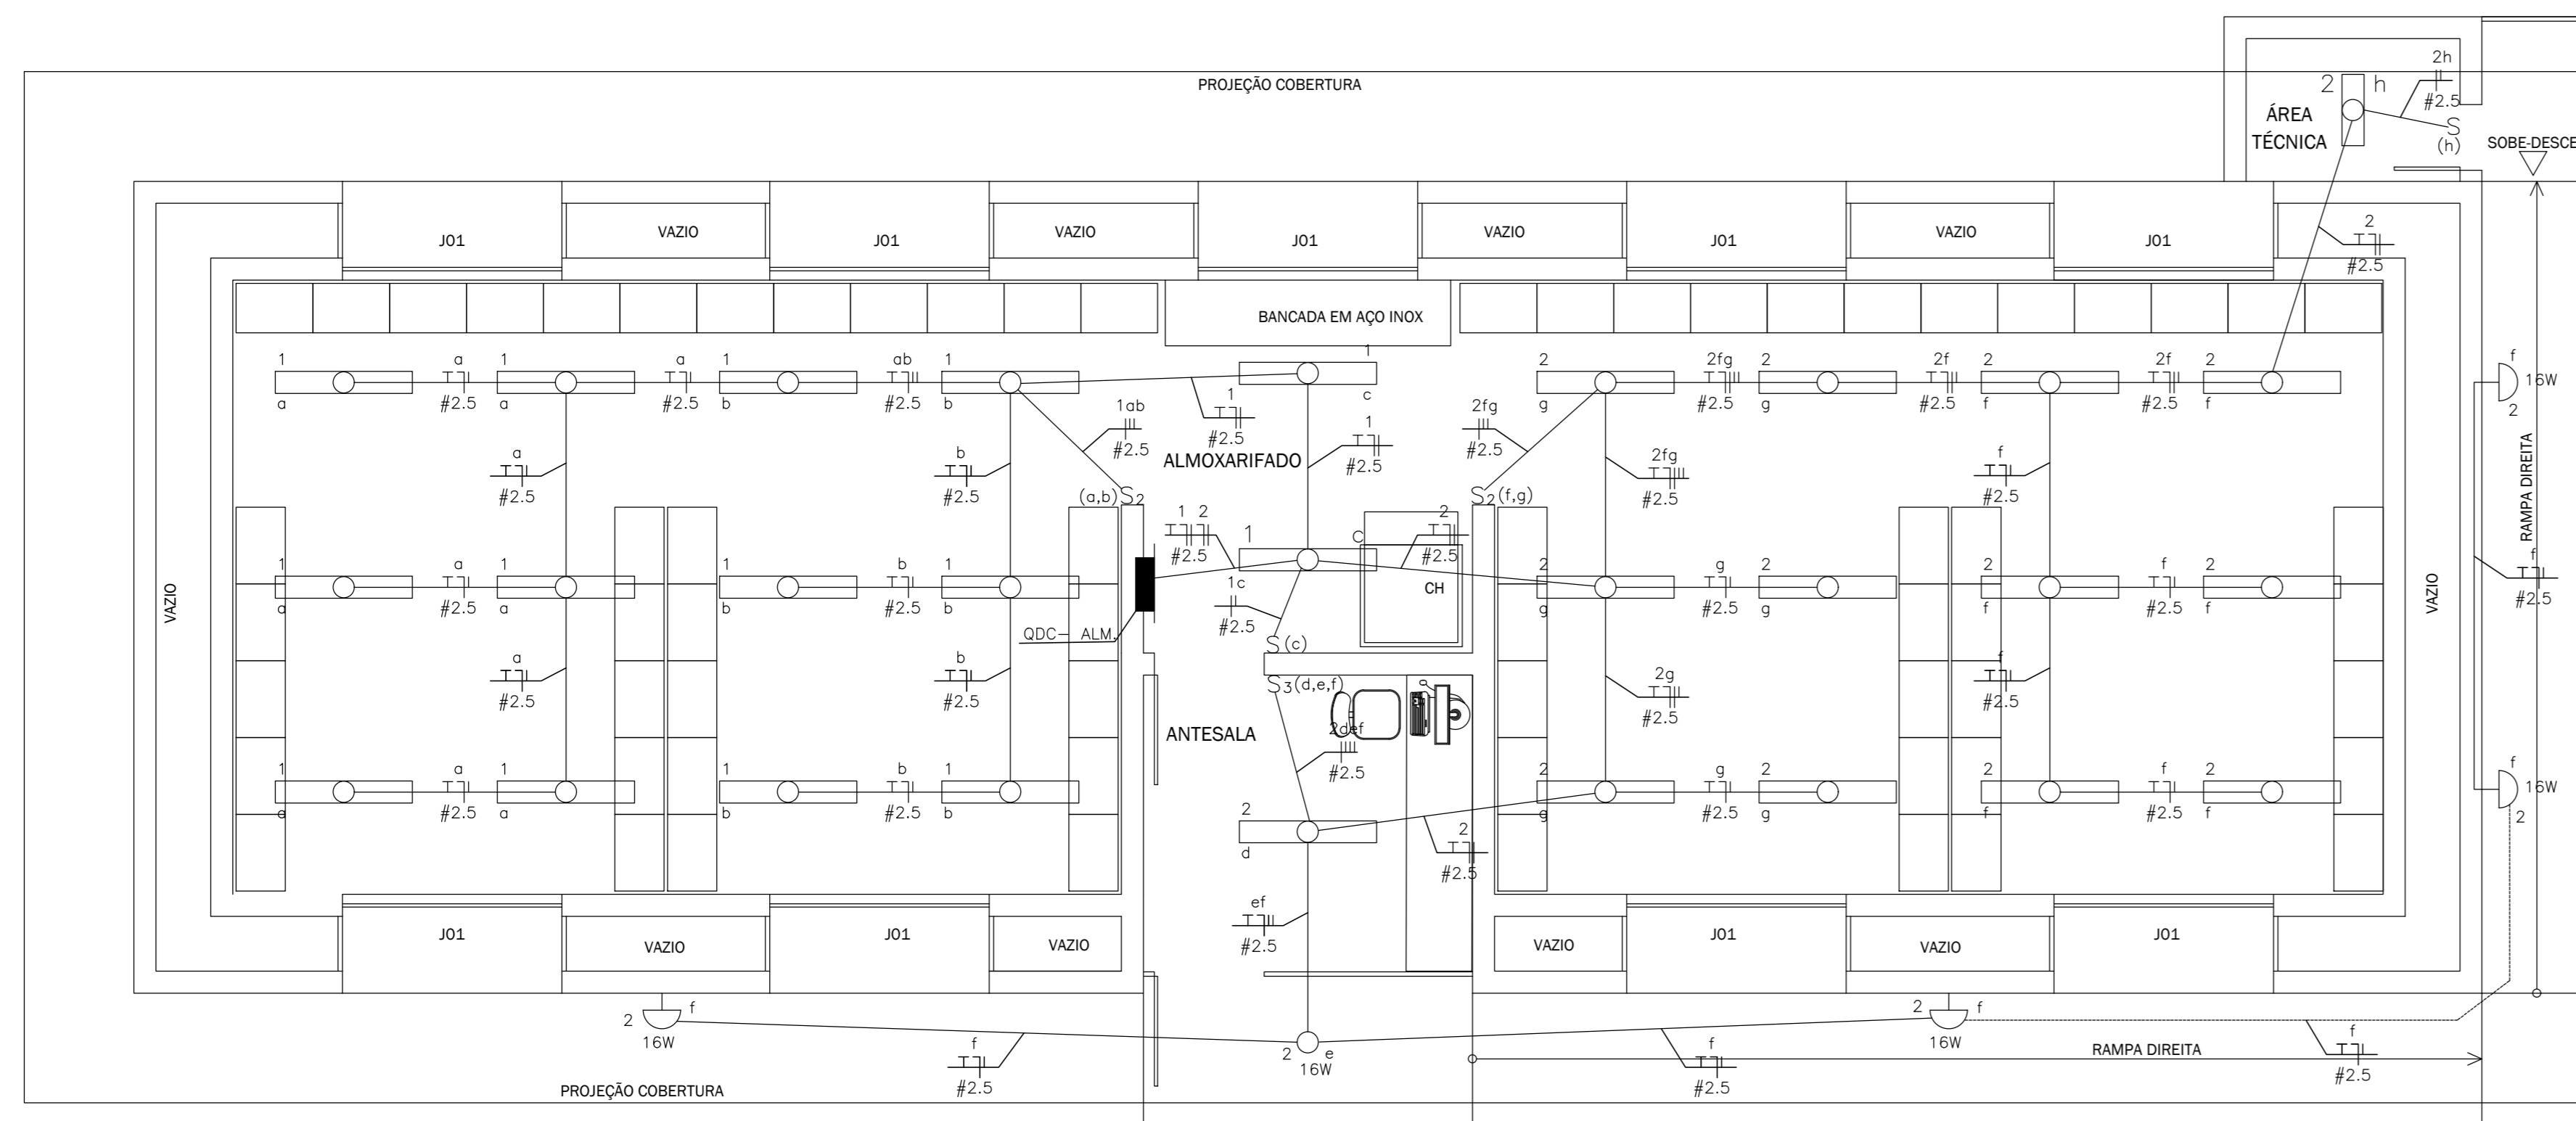 PROJEÇÃO COBERTURA
2h
#2.5
2 h
ÁREA
TÉCNICA
S
(h)
SOBE-DESCE
J01
VAZIO
J01
VAZIO
J01
VAZIO
J01
VAZIO
J01
2
#2.5
BANCADA EM AÇO INOX
1
a
a
#2.5
1
a
a
#2.5
1
b
ab
#2.5
1
b
1
c
1
#2.5
1ab
#2.5
1
#2.5
2fg
#2.5
2
g
2fg
#2.5
2
g
2f
#2.5
2
f
2f
#2.5
2
f
f
16W
2
RAMPA DIREITA
ALMOXARIFADO
a
#2.5
b
#2.5
2fg
#2.5
f
#2.5
(a,b) S2
S2 (f,g)
1 2
#2.5
1
C
2
#2.5
CH
VAZIO
1
a
a
#2.5
1
a
1
b
b
#2.5
1
b
1c
#2.5
2
g
g
#2.5
2
g
2
f
f
#2.5
2
f
VAZIO
f
#2.5
QDC- ALM.
S (c)
S3 (d,e,f)
a
#2.5
b
#2.5
2g
#2.5
f
#2.5
ANTESALA
2def
#2.5
1
a
a
#2.5
1
a
1
b
b
#2.5
1
b
2
d
2
#2.5
2
g
g
#2.5
2
g
2
f
f
#2.5
2
f
f
16W
2
ef
#2.5
J01
VAZIO
J01
VAZIO
VAZIO
J01
VAZIO
J01
2
f
16W
f
#2.5
2
e
16W
f
#2.5
2
f
16W
RAMPA DIREITA
f
#2.5
PROJEÇÃO COBERTURA